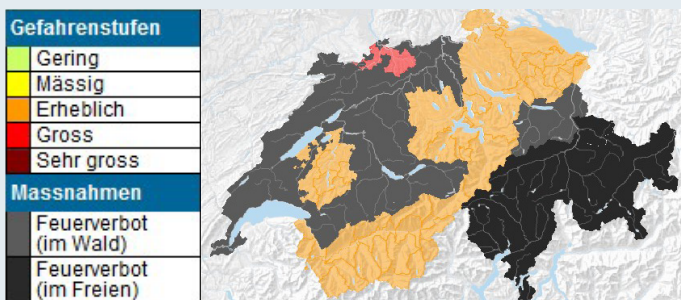 Gefahrenstufen
Gering
Mässig
Erheblich
Gross
Sehr gross
Massnahmen
Feuerverbot
(im Wald)
Feuerverbot
(im Freien)